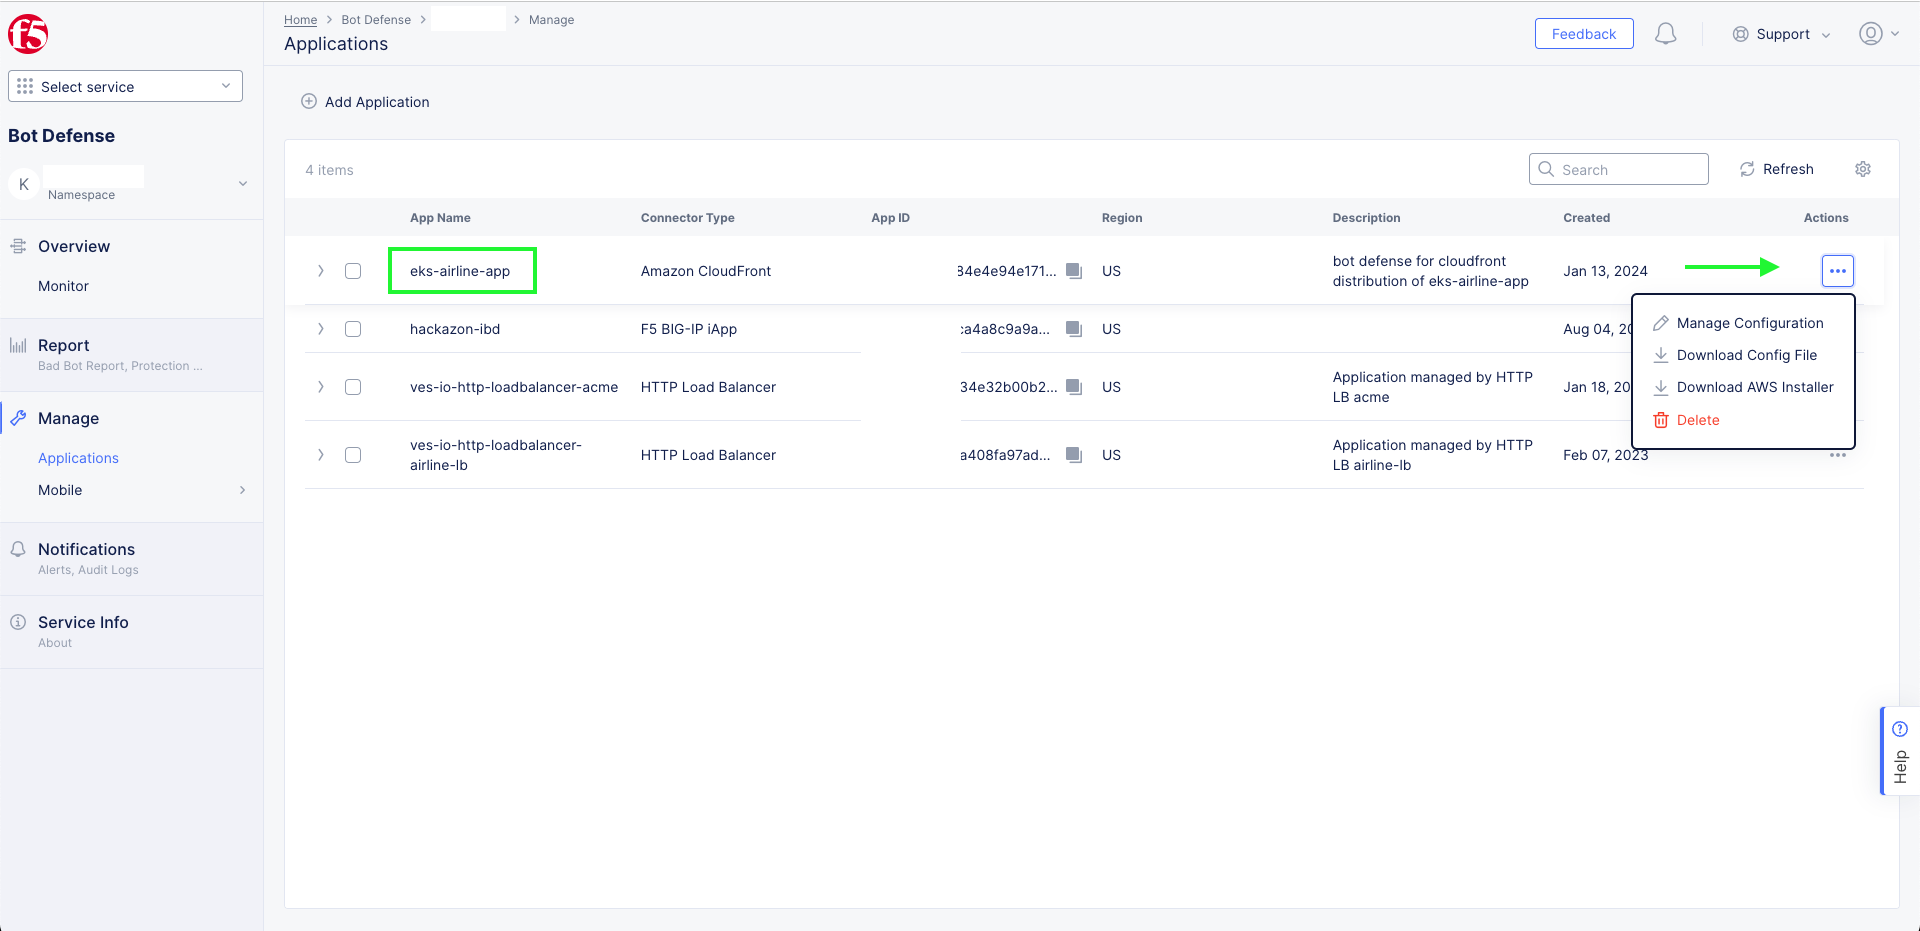 f5
Home > Bot Defense > > Manage
Applications
Feedback
Support
Select service
Bot Defense
K
Namespace
Overview
Monitor
Report
Bad Bot Report, Protection ...
Manage
Applications
Mobile
Notifications
Alerts, Audit Logs
Service Info
About
Add Application
4 items
Search
Refresh
App Name Connector Type App ID Region Description Created Actions
eks-airline-app Amazon CloudFront 34e4e94e171... US bot defense for cloudfront Jan 13, 2024
distribution of eks-airline-app
hackazon-ibd F5 BIG-IP iApp ca4a8c9a9a... US Aug 04, 20
ves-io-http-loadbalancer-acme HTTP Load Balancer 34e32b00b2... US Application managed by HTTP Jan 18, 20
LB acme
ves-io-http-loadbalancer- HTTP Load Balancer a408fa97ad... US Application managed by HTTP Feb 07, 2023
airline-lb LB airline-lb
Manage Configuration
Download Config File
Download AWS Installer
Delete
Help